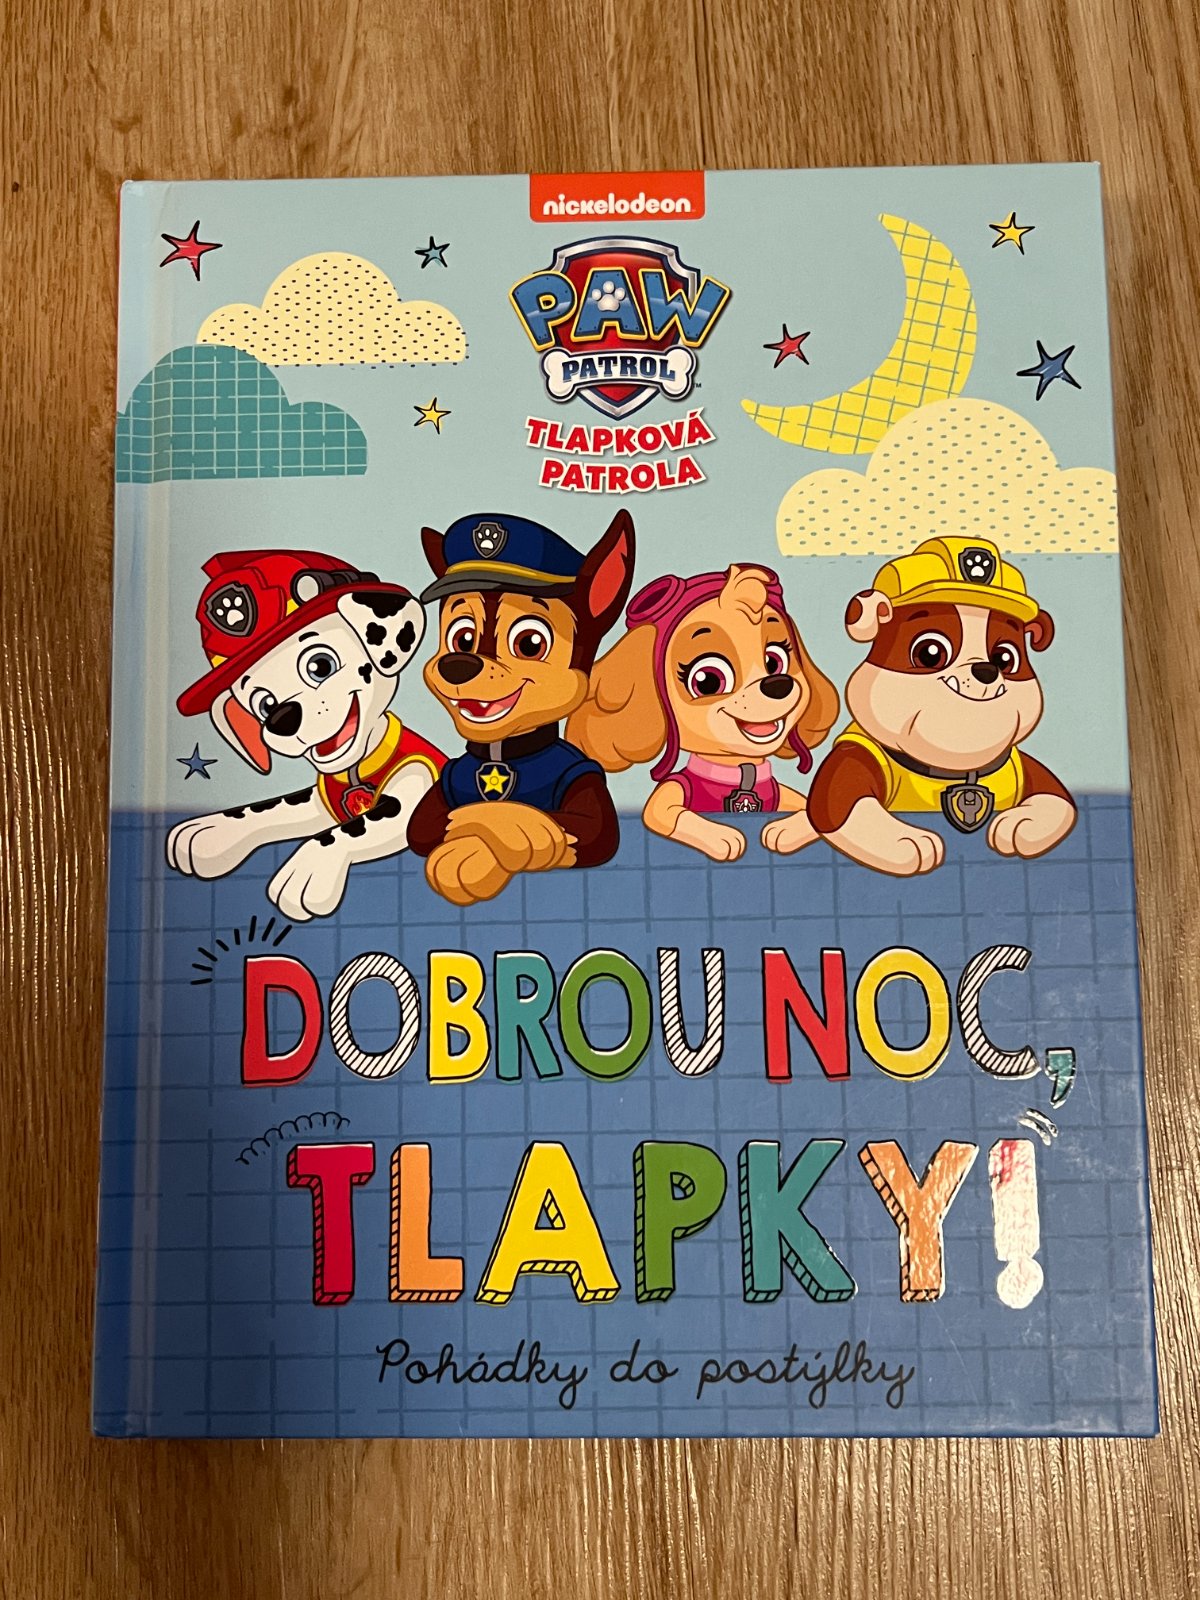 nickelodeon
PAW
PATROL
TLAPKOVÁ
PATROLA
DOBROU NOC,
TLAPKY!
Pohádky do postýlky